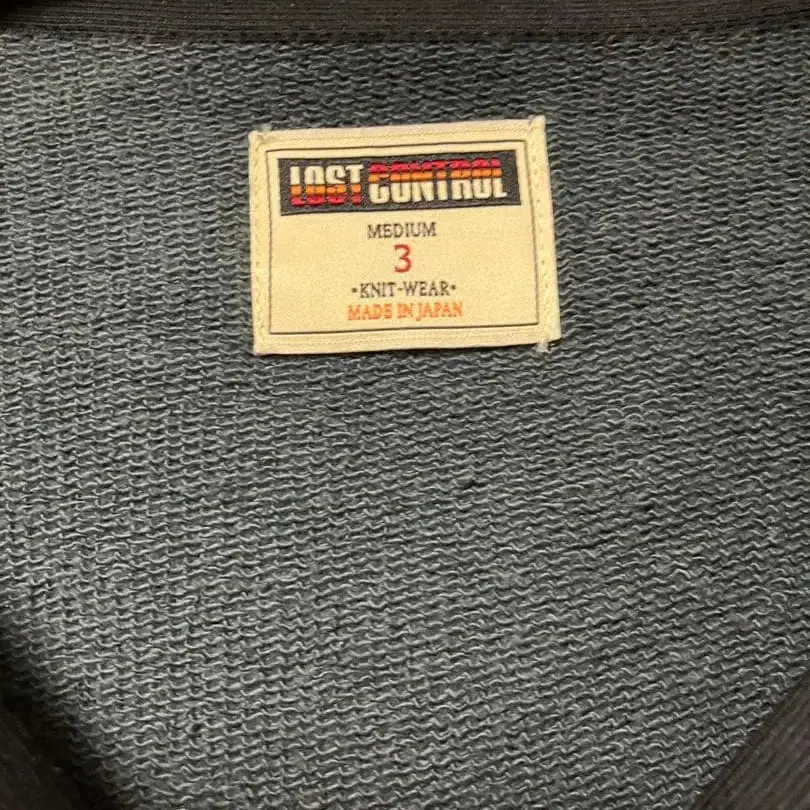 LOST CONTROL
MEDIUM
3
•KNIT-WEAR•
MADE IN JAPAN